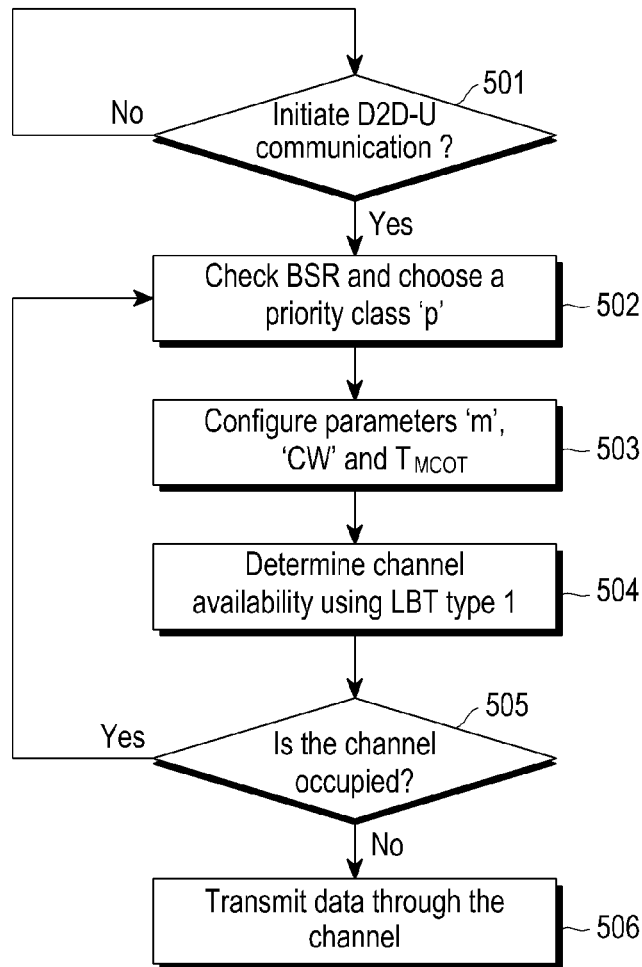 501
Initiate D2D-U
communication ?
No
Yes
Check BSR and choose a
priority class ‘p’
502
Configure parameters ‘m’,
‘CW’ and TMCOT
503
Determine channel
availability using LBT type 1
504
505
Yes
Is the channel
occupied?
No
Transmit data through the
channel
506